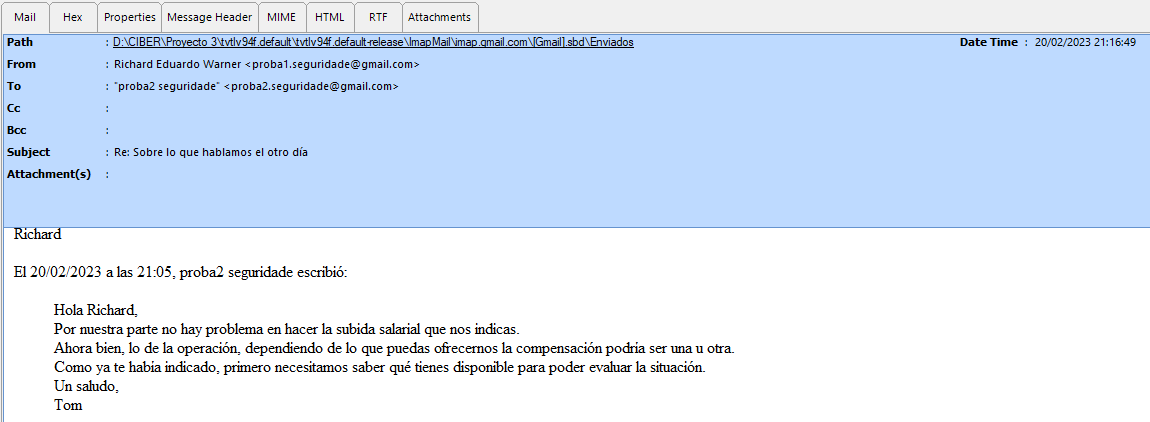 Mail Hex Properties Message Header MIME HTML RTF Attachments
Path : D:\CIBER\Proyecto 3\tvtlv94f.default\tvtlv94f.default-release\ImapMail\imap.gmail.com\[Gmail].sbd\Enviados Date Time : 20/02/2023 21:16:49
From : Richard Eduardo Warner <proba1.seguridade@gmail.com>
To : "proba2 seguridade" <proba2.seguridade@gmail.com>
Cc :
Bcc :
Subject : Re: Sobre lo que hablamos el otro día
Attachment(s) :
Richard
El 20/02/2023 a las 21:05, proba2 seguridade escribió:
Hola Richard,
Por nuestra parte no hay problema en hacer la subida salarial que nos indicas.
Ahora bien, lo de la operación, dependiendo de lo que puedas ofrecernos la compensación podría ser una u otra.
Como ya te había indicado, primero necesitamos saber qué tienes disponible para poder evaluar la situación.
Un saludo,
Tom